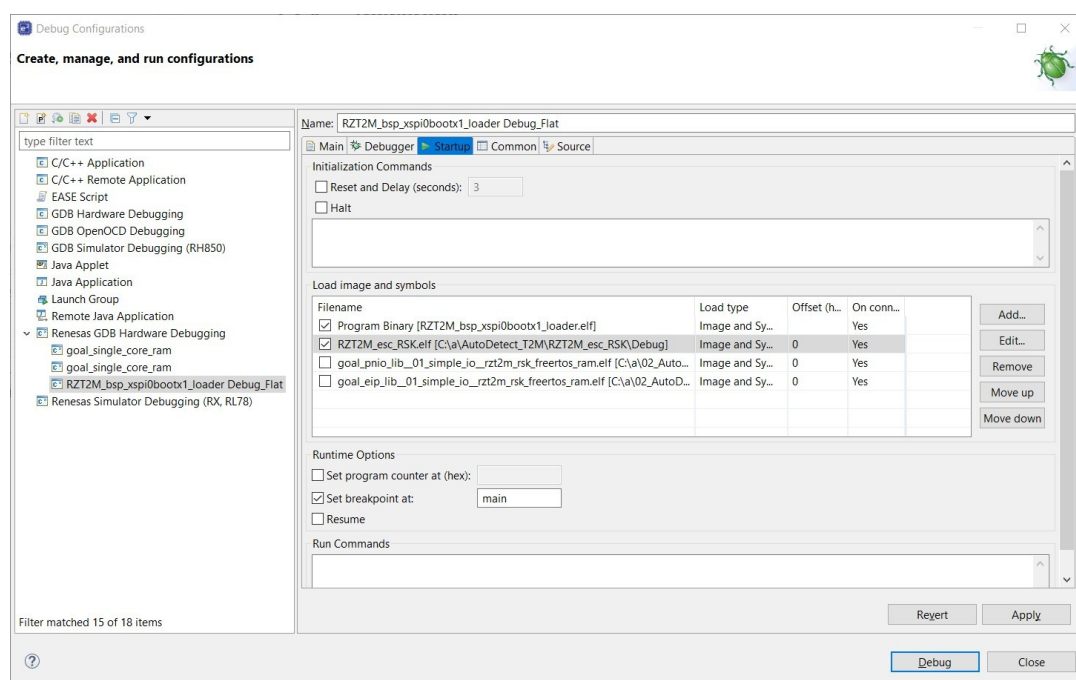 Debug Configurations
Create, manage, and run configurations
type filter text
C/C++ Application
C/C++ Remote Application
EASE Script
GDB Hardware Debugging
GDB OpenOCD Debugging
GDB Simulator Debugging (RH850)
Java Applet
Java Application
Launch Group
Remote Java Application
Renesas GDB Hardware Debugging
goal_single_core_ram
goal_single_core_ram
RZT2M_bsp_xspi0bootx1_loader Debug_Flat
Renesas Simulator Debugging (RX, RL78)
Filter matched 15 of 18 items
Name: RZT2M_bsp_xspi0bootx1_loader Debug_Flat
Main Debugger Startup Common Source
Initialization Commands
Reset and Delay (seconds): 3
Halt
Load image and symbols
Filename Load type Offset (h... On conn...
Program Binary [RZT2M_bsp_xspi0bootx1_loader.elf] Image and Sy... Yes
RZT2M_esc_RSK.elf [C:\a\AutoDetect_T2M\RZT2M_esc_RSK\Debug] Image and Sy... 0 Yes
goal_pnio_lib__01_simple_io__rzt2m_rsk_freertos_ram.elf [C:\a\02_Auto... Image and Sy... 0 Yes
goal_eip_lib__01_simple_io__rzt2m_rsk_freertos_ram.elf [C:\a\02_AutoD... Image and Sy... 0 Yes
Add...
Edit...
Remove
Move up
Move down
Runtime Options
Set program counter at (hex):
Set breakpoint at: main
Resume
Run Commands
Revert Apply
Debug Close